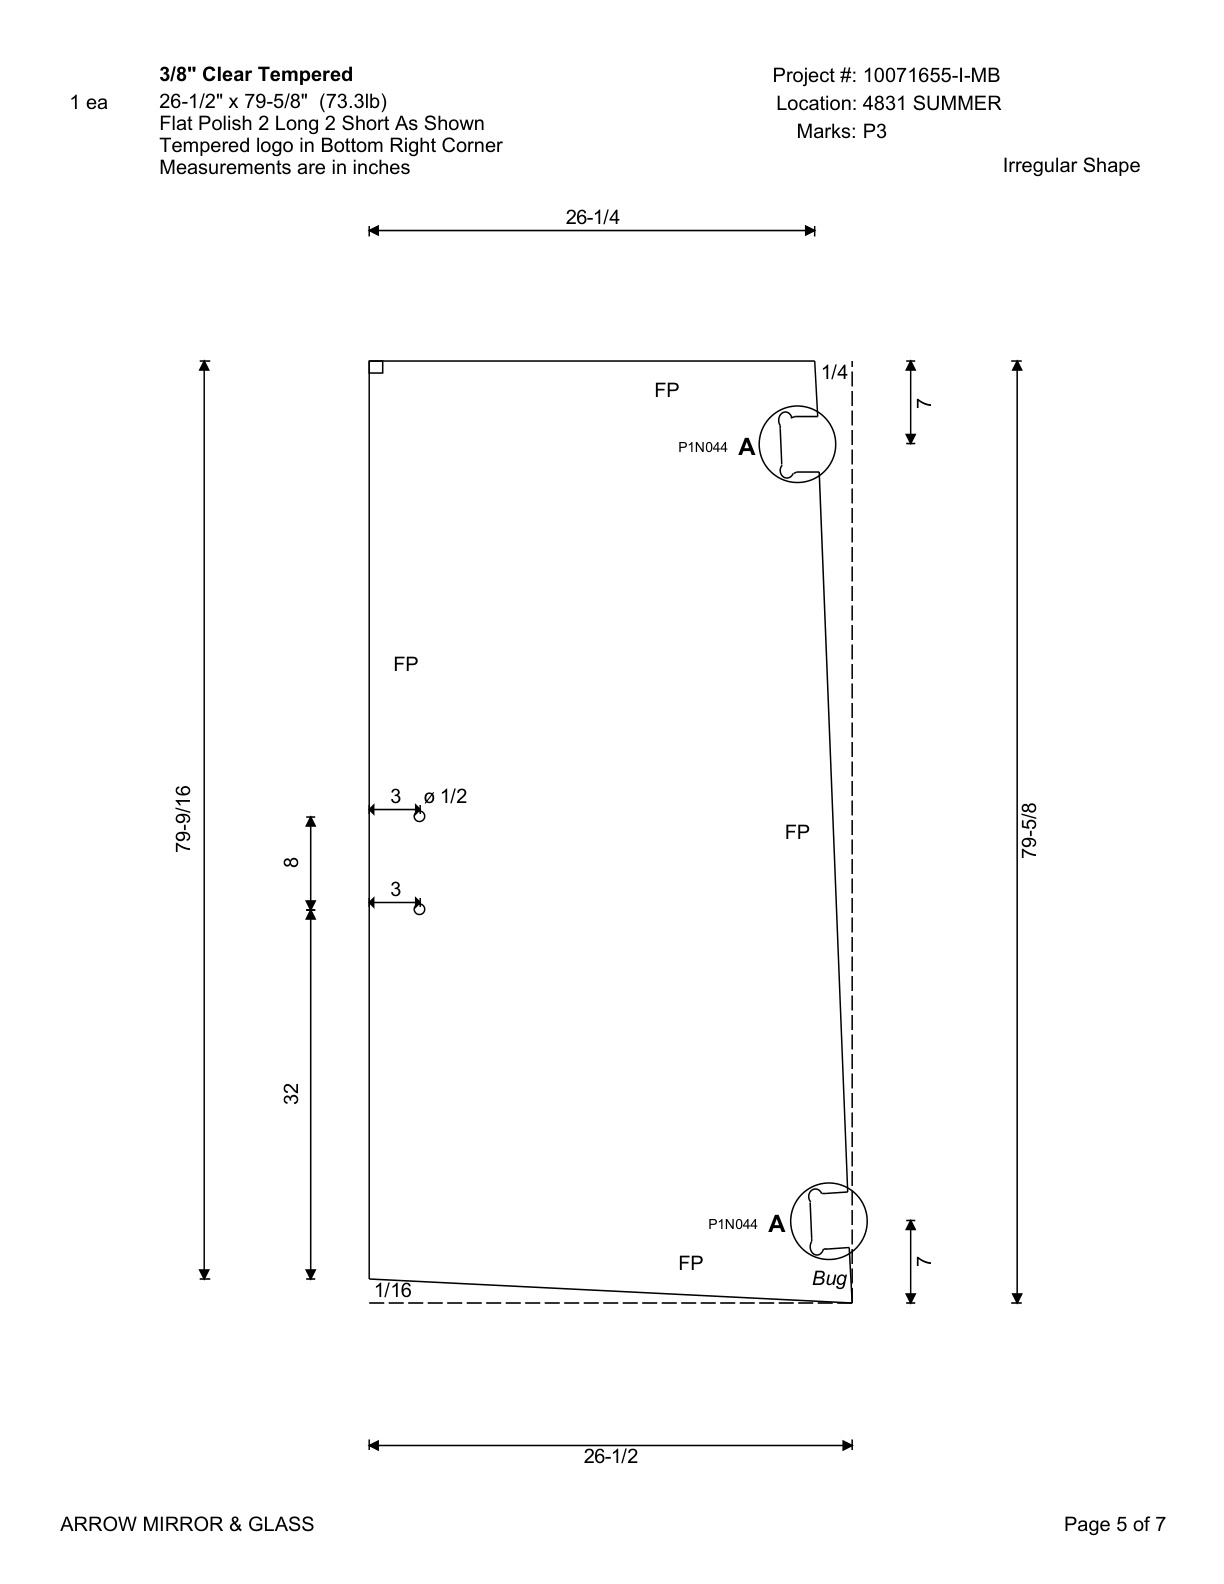 3/8" Clear Tempered
1 ea
26-1/2" x 79-5/8" (73.3lb)
Flat Polish 2 Long 2 Short As Shown
Tempered logo in Bottom Right Corner
Measurements are in inches
Project #: 10071655-I-MB
Location: 4831 SUMMER
Marks: P3
Irregular Shape
26-1/4
1/4
FP
7
P1N044 A
FP
3 ø 1/2
79-9/16
8
FP
79-5/8
3
32
P1N044 A
FP
7
Bug
1/16
26-1/2
ARROW MIRROR & GLASS
Page 5 of 7